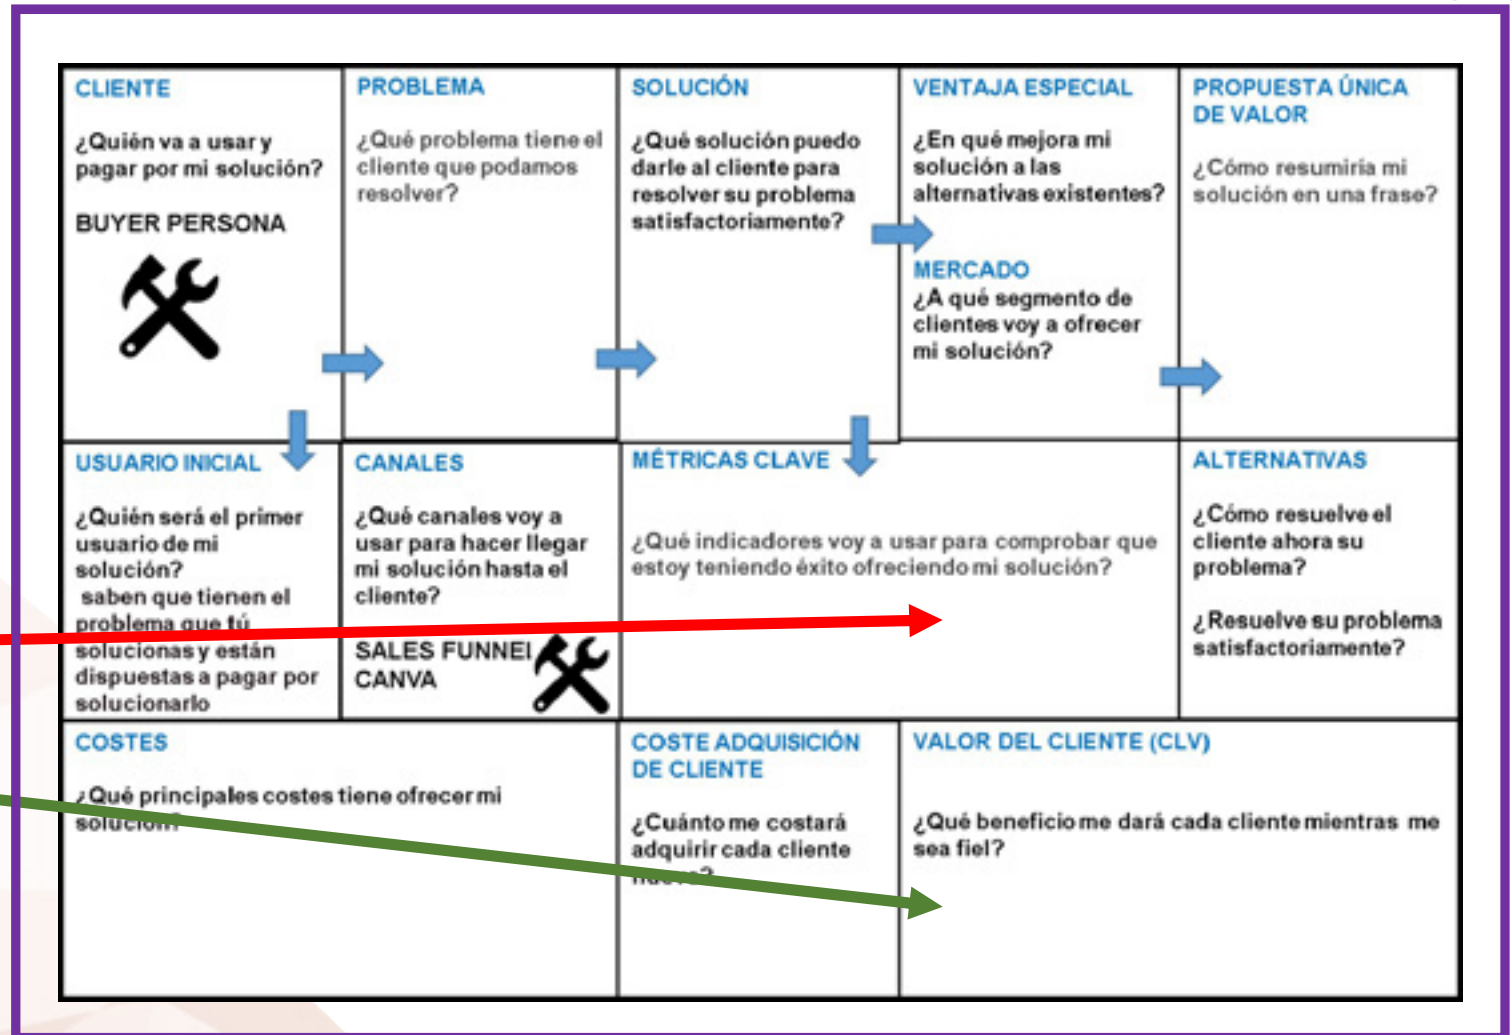 CLIENTE
¿Quién va a usar y
pagar por mi solución?
BUYER PERSONA
PROBLEMA
¿Qué problema tiene el
cliente que podamos
resolver?
SOLUCIÓN
¿Qué solución puedo
darle al cliente para
resolver su problema
satisfactoriamente?
VENTAJA ESPECIAL
¿En qué mejora mi
solución a las
alternativas existentes?
MERCADO
¿A qué segmento de
clientes voy a ofrecer
mi solución?
PROPUESTA ÚNICA
DE VALOR
¿Cómo resumiría mi
solución en una frase?
USUARIO INICIAL
¿Quién será el primer
usuario de mi
solución?
saben que tienen el
problema que tú
solucionas y están
dispuestas a pagar por
solucionarlo
CANALES
¿Qué canales voy a
usar para hacer llegar
mi solución hasta el
cliente?
SALES FUNNEL
CANVA
MÉTRICAS CLAVE
¿Qué indicadores voy a usar para comprobar que
estoy teniendo éxito ofreciendo mi solución?
ALTERNATIVAS
¿Cómo resuelve el
cliente ahora su
problema?
¿Resuelve su problema
satisfactoriamente?
COSTES
¿Qué principales costes tiene ofrecer mi
solución?
COSTE ADQUISICIÓN
DE CLIENTE
¿Cuánto me costará
adquirir cada cliente
nuevo?
VALOR DEL CLIENTE (CLV)
¿Qué beneficio me dará cada cliente mientras me
sea fiel?